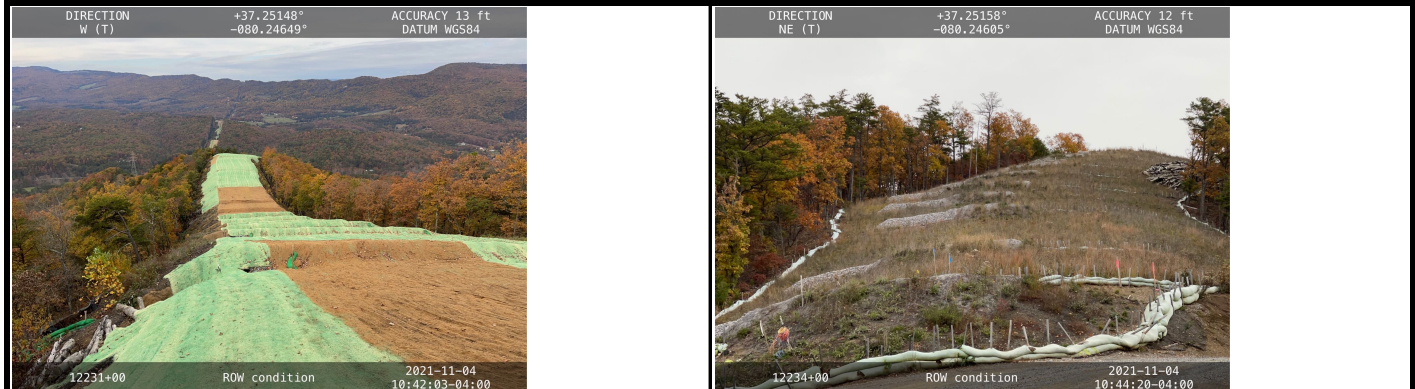 DIRECTION
W (T)
+37.25148°
−080.24649°
ACCURACY 13 ft
DATUM WGS84
12231+00
ROW condition
2021-11-04
10:42:03−04:00
DIRECTION
NE (T)
+37.25158°
−080.24605°
ACCURACY 12 ft
DATUM WGS84
12234+00
ROW condition
2021-11-04
10:44:20−04:00